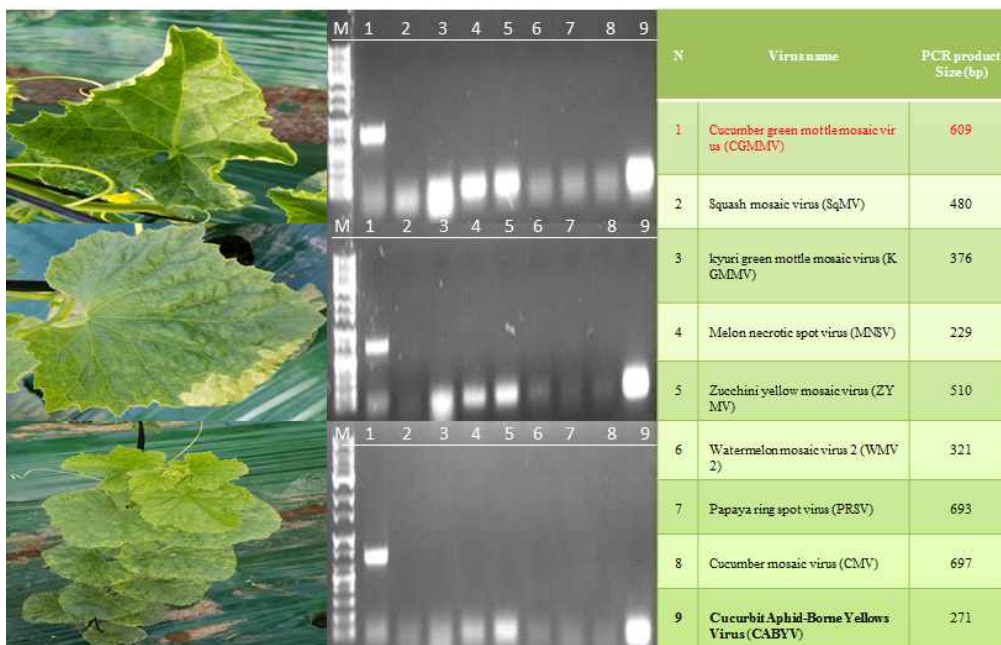 M 1 2 3 4 5 6 7 8 9
M 1 2 3 4 5 6 7 8 9
M 1 2 3 4 5 6 7 8 9
N Virus name PCR product
Size (bp)
1 Cucumber green mottle mosaic vir
us (CGMMV) 609
2 Squash mosaic virus (SqMV) 480
3 kyuri green mottle mosaic virus (K
GMMV) 376
4 Melon necrotic spot virus (MNSV) 229
5 Zucchini yellow mosaic virus (ZY
MV) 510
6 Watermelon mosaic virus 2 (WMV
2) 321
7 Papaya ring spot virus (PRSV) 693
8 Cucumber mosaic virus (CMV) 697
9 Cucurbit Aphid-Borne Yellows
Virus (CABYV) 271